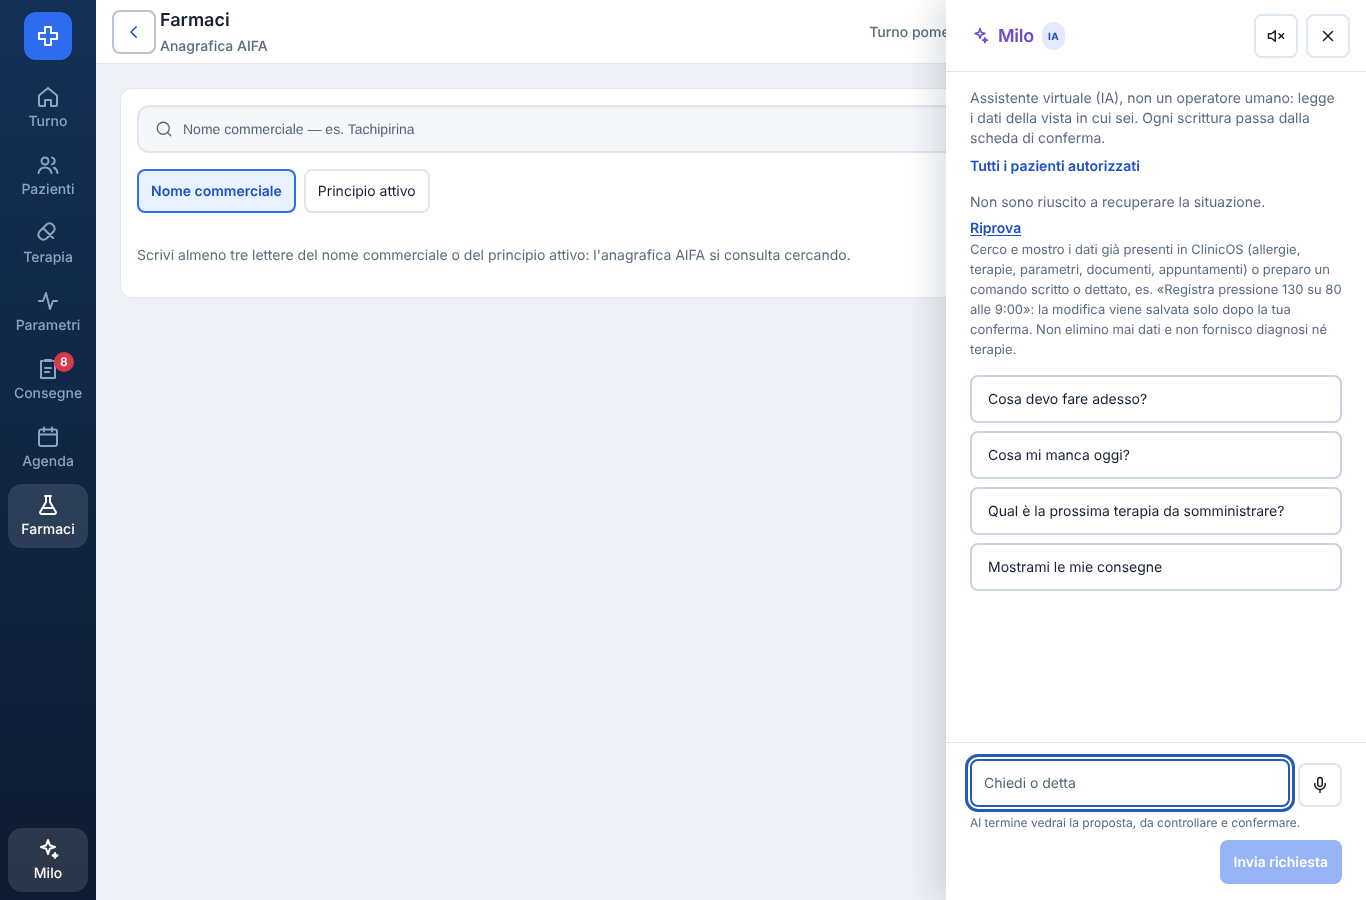 Turno
Pazienti
Terapia
Parametri
8
Consegne
Agenda
Farmaci
Milo
Farmaci
Anagrafica AIFA
Turno pome
Nome commerciale — es. Tachipirina
Nome commerciale
Principio attivo
Scrivi almeno tre lettere del nome commerciale o del principio attivo: l'anagrafica AIFA si consulta cercando.
Milo
IA
Assistente virtuale (IA), non un operatore umano: legge
i dati della vista in cui sei. Ogni scrittura passa dalla
scheda di conferma.
Tutti i pazienti autorizzati
Non sono riuscito a recuperare la situazione.
Riprova
Cerco e mostro i dati già presenti in ClinicOS (allergie,
terapie, parametri, documenti, appuntamenti) o preparo un
comando scritto o dettato, es. «Registra pressione 130 su 80
alle 9:00»: la modifica viene salvata solo dopo la tua
conferma. Non elimino mai dati e non fornisco diagnosi né
terapie.
Cosa devo fare adesso?
Cosa mi manca oggi?
Qual è la prossima terapia da somministrare?
Mostrami le mie consegne
Chiedi o detta
Al termine vedrai la proposta, da controllare e confermare.
Invia richiesta